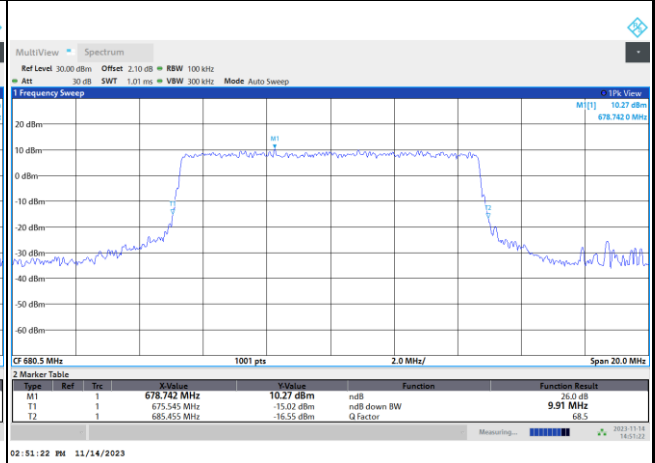 MultiView Spectrum
Ref Level 30.00 dBm Offset 2.10 dB RBW 100 kHz
Att 30 dB SWT 1.01 ms VBW 300 kHz Mode Auto Sweep
1 Frequency Sweep 1Pk View
M1[1] 10.27 dBm
678.742 0 MHz
20 dBm
M1
10 dBm
0 dBm
-10 dBm
T1 T2
-20 dBm
-30 dBm
-40 dBm
-50 dBm
-60 dBm
CF 680.5 MHz 1001 pts 2.0 MHz/ Span 20.0 MHz
2 Marker Table
Type Ref Trc X-Value Y-Value Function Function Result
M1 1 678.742 MHz 10.27 dBm ndB 26.0 dB
T1 1 675.545 MHz -15.02 dBm ndB down BW 9.91 MHz
T2 1 685.455 MHz -16.55 dBm Q Factor 68.5
Measuring... 2023-11-14
14:51:22
02:51:22 PM 11/14/2023